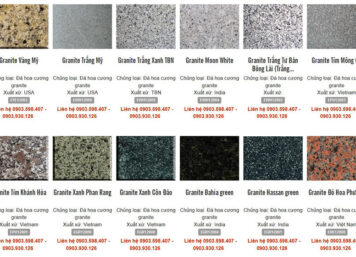 Granite Vàng Mỹ
Granite Trắng Mỹ
Granite Trắng Xanh TBN
Granite Moon White
Granite Trắng Tư Bản
Bông Lài (Trắng...
Granite Tím Mông
Chủng loại: Đá hoa cương
granite
Xuất xứ: USA
Liên hệ 0903.598.407 -
0903.930.126
Chủng loại: Đá hoa cương
granite
Xuất xứ: USA
Liên hệ 0903.598.407 -
0903.930.126
Chủng loại: Đá hoa cương
granite
Xuất xứ: TBN
Liên hệ 0903.598.407 -
0903.930.126
Chủng loại: Đá hoa cương
granite
Xuất xứ: India
Liên hệ 0903.598.407 -
0903.930.126
Chủng loại: Đá hoa cương
granite
Xuất xứ: Vietnam
Liên hệ 0903.598.407 -
0903.930.126
Chủng loại: Đá hoa
granite
Xuất xứ: Vietnam
Liên hệ 0903.598
0903.930.126
Granite Tím Khánh Hòa
Granite Xanh Phan Rang
Granite Xanh Côn Đảo
Granite Bahia green
Granite Hassan green
Granite Đỏ Hoa
Chủng loại: Đá hoa cương
granite
Xuất xứ: Vietnam
Liên hệ 0903.598.407 -
0903.930.126
Chủng loại: Đá hoa cương
granite
Xuất xứ: Vietnam
Liên hệ 0903.598.407 -
0903.930.126
Chủng loại: Đá hoa cương
granite
Xuất xứ: Vietnam
Liên hệ 0903.598.407 -
0903.930.126
Chủng loại: Đá hoa cương
granite
Xuất xứ: India
Liên hệ 0903.598.407 -
0903.930.126
Chủng loại: Đá hoa cương
granite
Xuất xứ: India
Liên hệ 0903.598.407 -
0903.930.126
Chủng loại: Đá hoa
granite
Xuất xứ: Việt Nam
Liên hệ 0903.598
0903.930.126